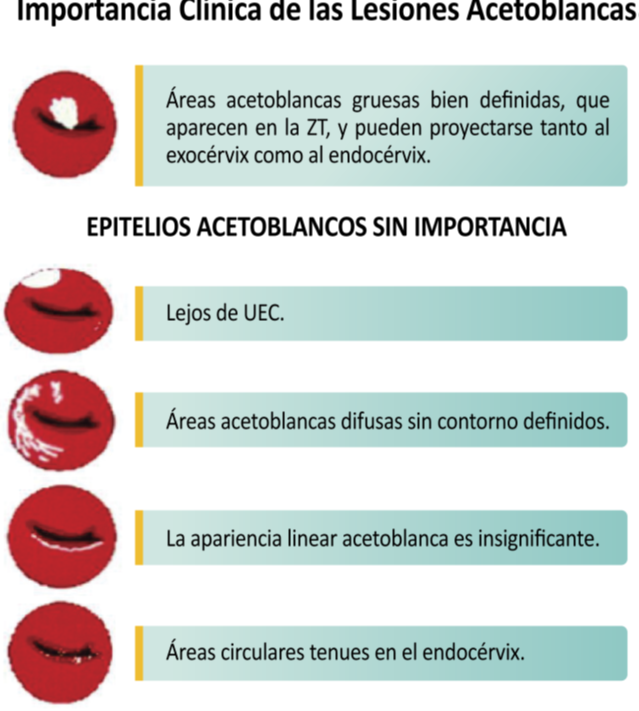 Importancia Clínica de las Lesiones Acetoblancas
Áreas acetoblancas gruesas bien definidas, que
aparecen en la ZT, y pueden proyectarse tanto al
exocérvix como al endocérvix.
EPITELIOS ACETOBLANCOS SIN IMPORTANCIA
Lejos de UEC.
Áreas acetoblancas difusas sin contorno definidos.
La apariencia linear acetoblanca es insignificante.
Áreas circulares tenues en el endocérvix.